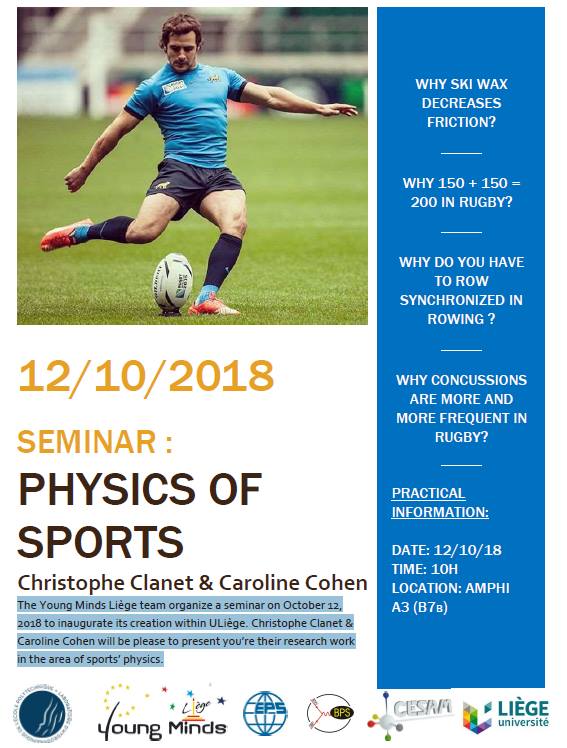 12/10/2018
SEMINAR :
PHYSICS OF
SPORTS
Christophe Clanet & Caroline Cohen
The Young Minds Liège team organize a seminar on October 12,
2018 to inaugurate its creation within ULiège. Christophe Clanet &
Caroline Cohen will be please to present you're their research work
in the area of sports' physics.
WHY SKI WAX
DECREASES
FRICTION?
WHY 150 + 150 =
200 IN RUGBY?
WHY DO YOU HAVE
TO ROW
SYNCHRONIZED IN
ROWING ?
WHY CONCUSSIONS
ARE MORE AND
MORE FREQUENT IN
RUGBY?
PRACTICAL
INFORMATION:
DATE: 12/10/18
TIME: 10H
LOCATION: AMPHI
A3 (B7B)
Liège
Young Minds
EPS
BPS
CESAM
LIÈGE
université